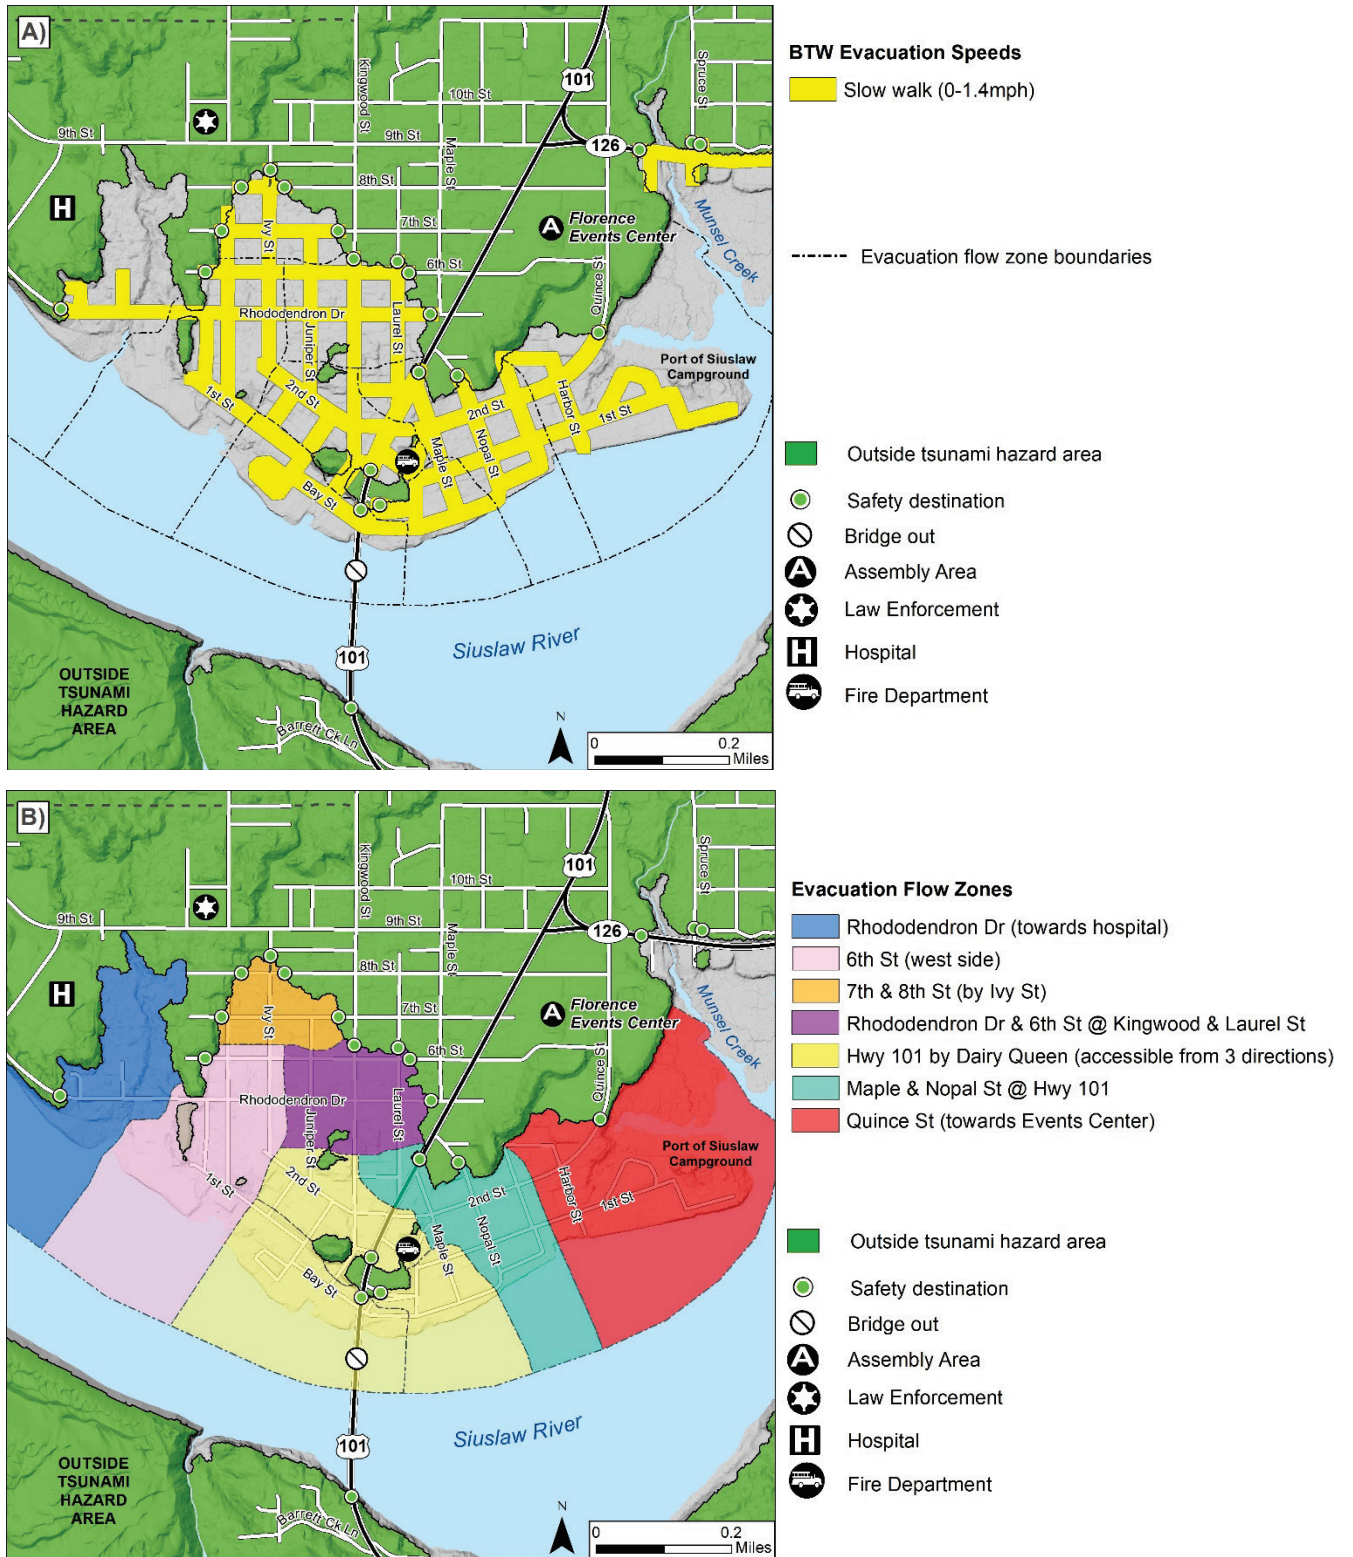 A)
Kingwood St
101
Spruce St
10th St
9th St
9th St
126
Maple St
8th St
H
Ivy St
7th St
A
Florence
Events Center
Munsel Creek
6th St
Quince St
Rhododendron Dr
Laurel St
Juniper St
Port of Siuslaw
Campground
1st St
2nd St
2nd St
Harbor St
1st St
Maple St
Nopal St
Bay St
Siuslaw River
101
OUTSIDE
TSUNAMI
HAZARD
AREA
Barrett Ck Ln
N
0 0.2
Miles
BTW Evacuation Speeds
Slow walk (0-1.4mph)
Evacuation flow zone boundaries
Outside tsunami hazard area
Safety destination
Bridge out
A Assembly Area
Law Enforcement
H Hospital
Fire Department
B)
Kingwood St
101
Spruce St
10th St
9th St
9th St
126
Maple St
8th St
H
Ivy St
7th St
A
Florence
Events Center
Munsel Creek
6th St
Quince St
Rhododendron Dr
Laurel St
Juniper St
Port of Siuslaw
Campground
1st St
2nd St
2nd St
Harbor St
1st St
Maple St
Nopal St
Bay St
Siuslaw River
101
OUTSIDE
TSUNAMI
HAZARD
AREA
Barrett Ck Ln
N
0 0.2
Miles
Evacuation Flow Zones
Rhododendron Dr (towards hospital)
6th St (west side)
7th & 8th St (by Ivy St)
Rhododendron Dr & 6th St @ Kingwood & Laurel St
Hwy 101 by Dairy Queen (accessible from 3 directions)
Maple & Nopal St @ Hwy 101
Quince St (towards Events Center)
Outside tsunami hazard area
Safety destination
Bridge out
A Assembly Area
Law Enforcement
H Hospital
Fire Department